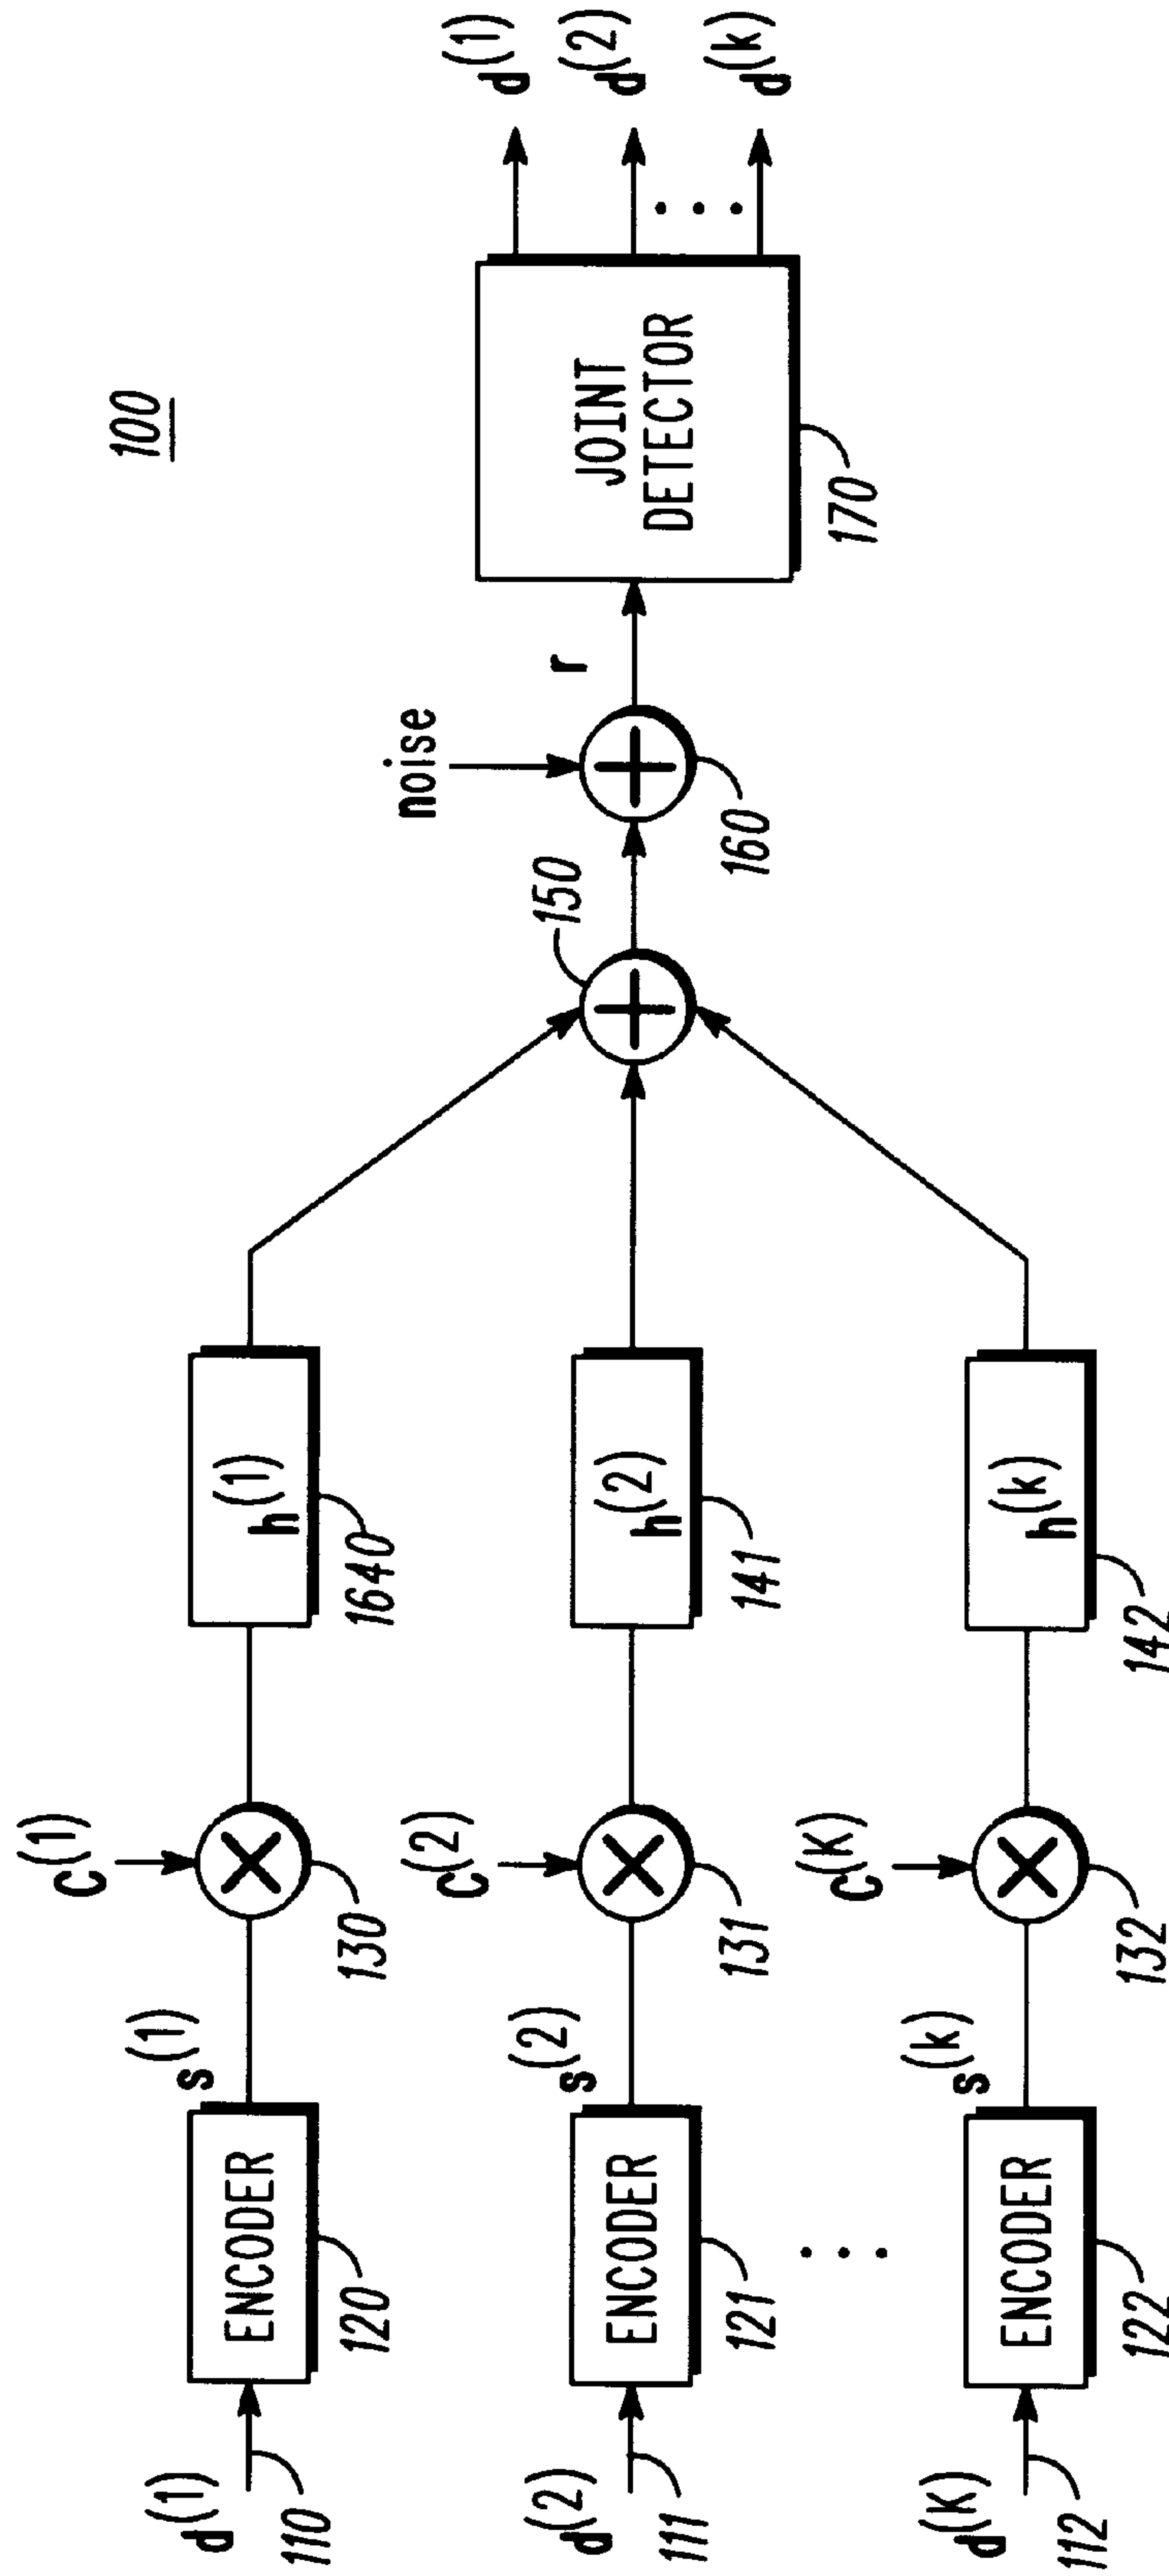 100
d(1)
110
ENCODER
120
s(1)
C(1)
130
h(1)
1640
d(2)
111
ENCODER
121
s(2)
C(2)
131
h(2)
141
...
d(K)
112
ENCODER
122
s(k)
C(K)
132
h(k)
142
150
noise
160
r
JOINT
DETECTOR
170
d(1)
d(2)
...
d(k)